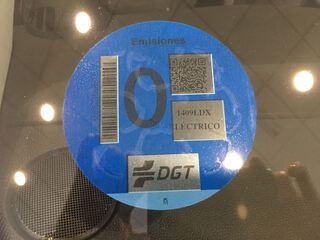 Emisiones
0
1409LDX
ELECTRICO
DGT